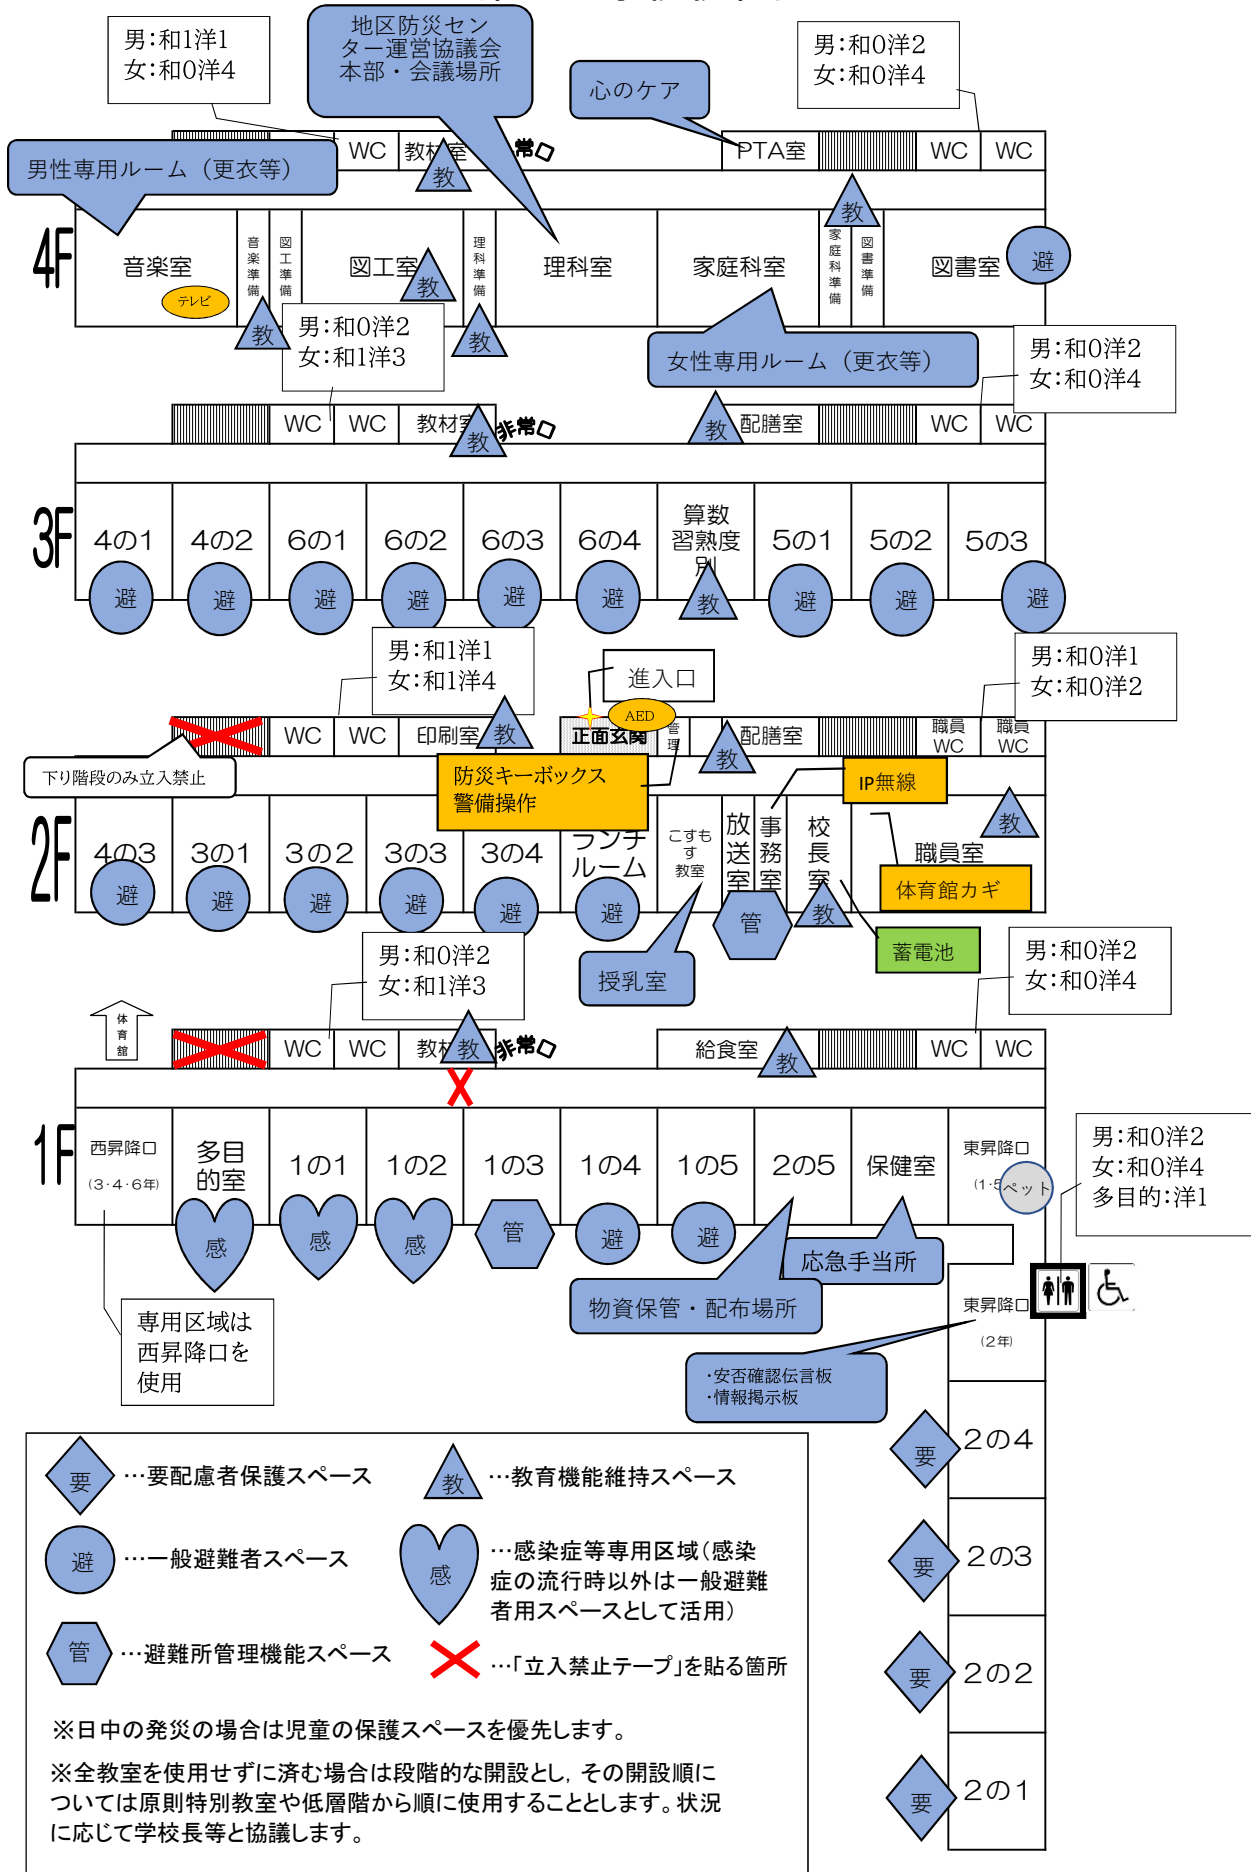 地区防災セン
ター運営協議会
本部・会議場所
男：和1洋1
女：和0洋4
男：和0洋2
女：和0洋4
心のケア
WC
教材室
常口
PTA室
WC
WC
男性専用ルーム（更衣等）
教
教
4F
音楽室
音楽準備
図工準備
図工室
理科準備
理科室
家庭科室
家庭科準備
図書準備
図書室
避
テレビ
教
教
教
男：和0洋2
女：和1洋3
女性専用ルーム（更衣等）
男：和0洋2
女：和0洋4
WC
WC
教材室
教
非常口
教
配膳室
WC
WC
3F
4の1
4の2
6の1
6の2
6の3
6の4
算数
習熟度
別
5の1
5の2
5の3
避
避
避
避
避
避
教
避
避
避
男：和1洋1
女：和1洋4
進入口
男：和0洋1
女：和0洋2
AED
WC
WC
印刷室
教
正面玄関
管理
教
配膳室
職員
WC
職員
WC
下り階段のみ立入禁止
防災キーボックス
警備操作
IP無線
2F
4の3
3の1
3の2
3の3
3の4
ランチ
ルーム
こすも
す
教室
放送室
事務室
校長室
職員室
教
体育館カギ
避
避
避
避
避
避
管
教
蓄電池
授乳室
男：和0洋2
女：和1洋3
男：和0洋2
女：和0洋4
体育館
WC
WC
教材
教
非常口
給食室
教
WC
WC
1F
西昇降口
（3・4・6年）
多目
的室
1の1
1の2
1の3
1の4
1の5
2の5
保健室
東昇降口
（1・5
ペット
男：和0洋2
女：和0洋4
多目的：洋1
感
感
感
管
避
避
応急手当所
物資保管・配布場所
専用区域は
西昇降口を
使用
東昇降口
（2年）
・安否確認伝言板
・情報掲示板
要
2の4
要
2の3
要
2の2
要
2の1
要
…要配慮者保護スペース
教
…教育機能維持スペース
避
…一般避難者スペース
感
…感染症等専用区域（感染
症の流行時以外は一般避難
者用スペースとして活用）
管
…避難所管理機能スペース
…「立入禁止テープ」を貼る箇所
※日中の発災の場合は児童の保護スペースを優先します。
※全教室を使用せずに済む場合は段階的な開設とし，その開設順に
ついては原則特別教室や低層階から順に使用することとします。状況
に応じて学校長等と協議します。